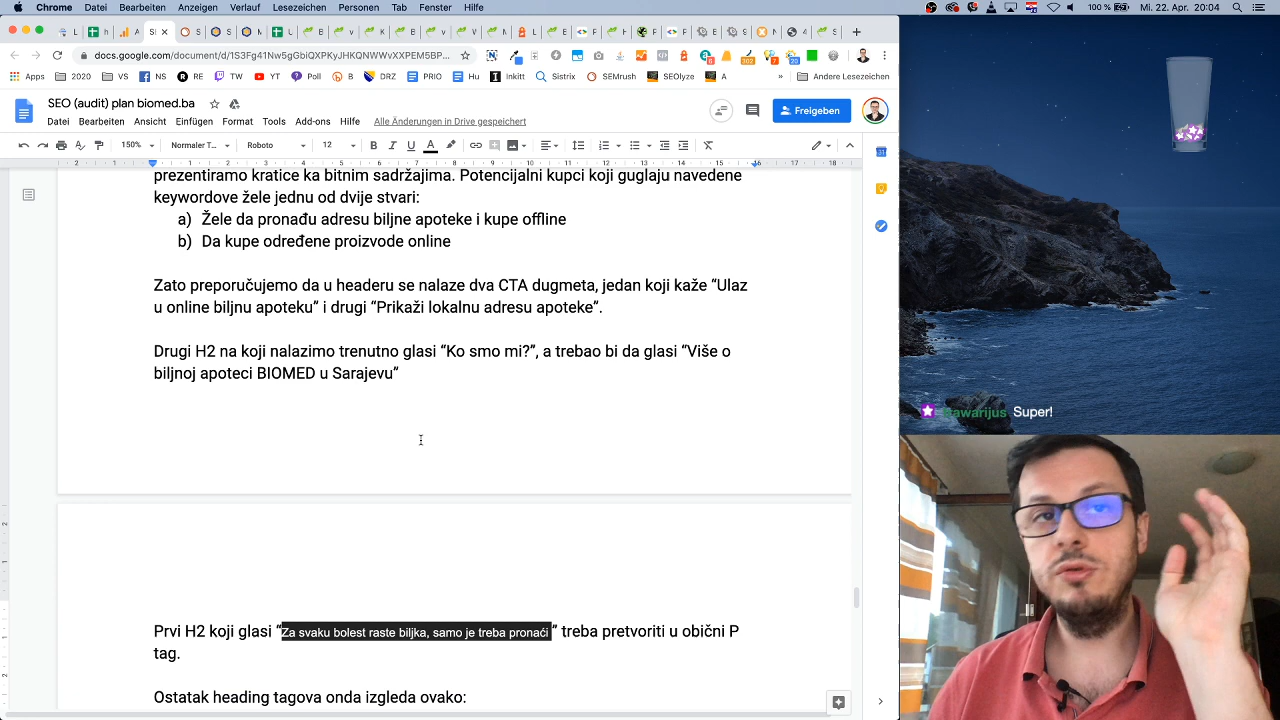 Chrome Datei Bearbeiten Anzeigen Verlauf Lesezeichen Personen Tab Fenster Hilfe
100 % Mi. 22. Apr. 20:04
docs.google.com/document/d/1S3Fg41Nw5gGbiQXPKyJHKQNWWvXXPEM5BP...
Apps 2020 VS NS RE TW YT Poll B DRZ PRIO Hu Inkitt Sistrix SEMrush SEOlyze A » Andere Lesezeichen
SEO (audit) plan biomed.ba
Freigeben
Datei Bearbeiten Ansicht Einfügen Format Tools Add-ons Hilfe Alle Änderungen in Drive gespeichert
150% Normaler T... Roboto 12
prezentiramo kratice ka bitnim sadržajima. Potencijalni kupci koji guglaju navedene
keywordove žele jednu od dvije stvari:
a) Žele da pronađu adresu biljne apoteke i kupe offline
b) Da kupe određene proizvode online
Zato preporučujemo da u headeru se nalaze dva CTA dugmeta, jedan koji kaže “Ulaz
u online biljnu apoteku” i drugi “Prikaži lokalnu adresu apoteke”.
Drugi H2 na koji nalazimo trenutno glasi “Ko smo mi?”, a trebao bi da glasi “Više o
biljnoj apoteci BIOMED u Sarajevu”
Super!
Prvi H2 koji glasi “Za svaku bolest raste biljka, samo je treba pronaći ” treba pretvoriti u obični P
tag.
Ostatak heading tagova onda izgleda ovako: